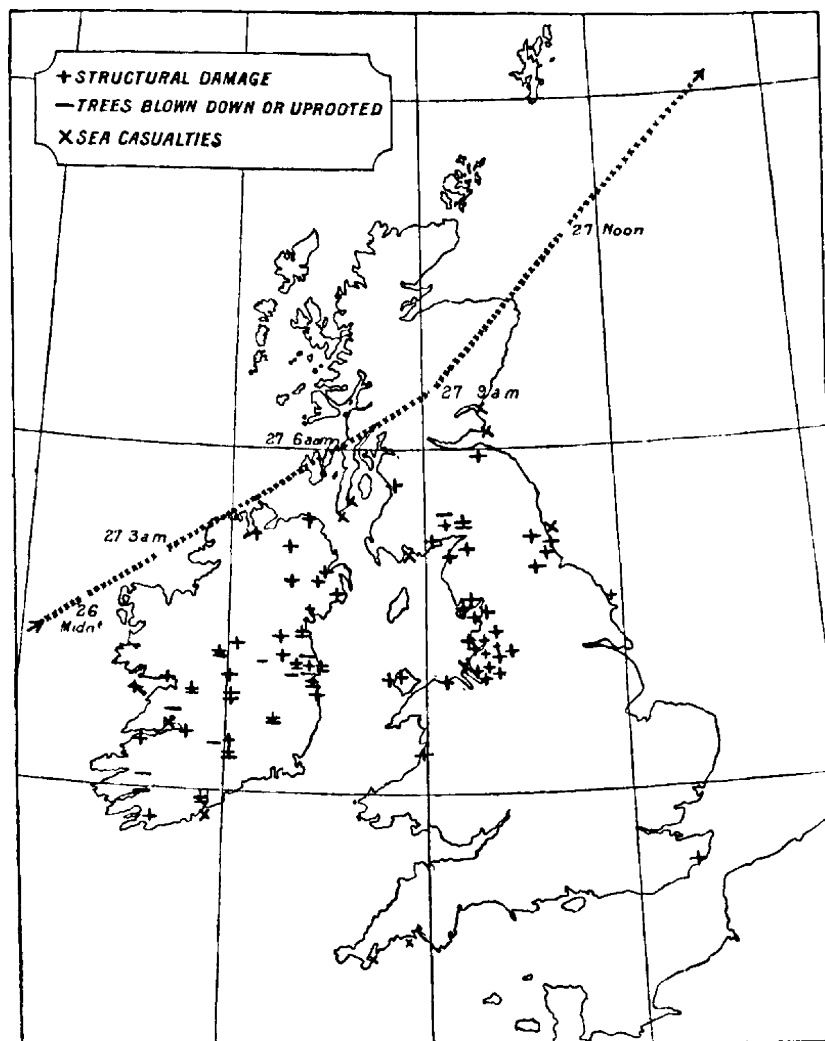 + STRUCTURAL DAMAGE
— TREES BLOWN DOWN OR UPROOTED
X SEA CASUALTIES
27 Noon
27 9am
27 6am
27 3am
26
Midnt